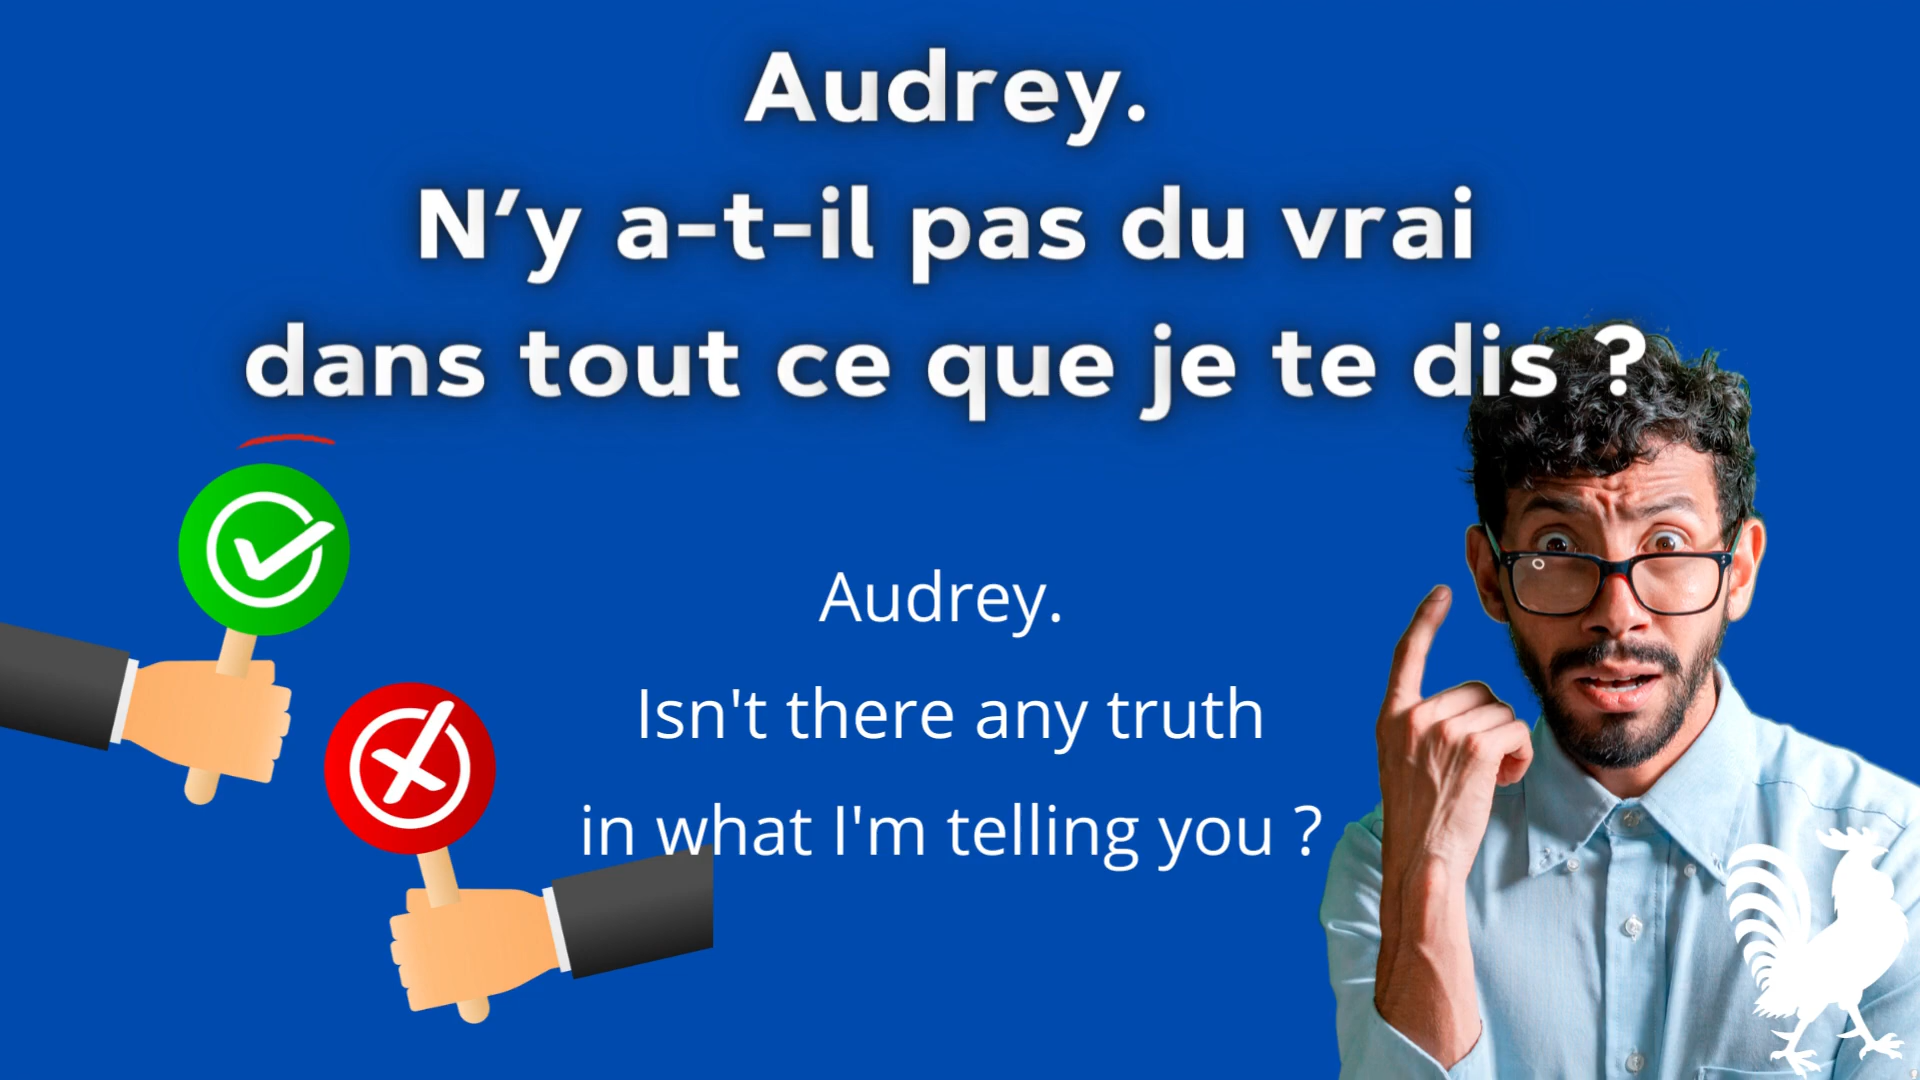 Audrey.
N’y a-t-il pas du vrai
dans tout ce que je te dis ?
Audrey.
Isn't there any truth
in what I'm telling you ?